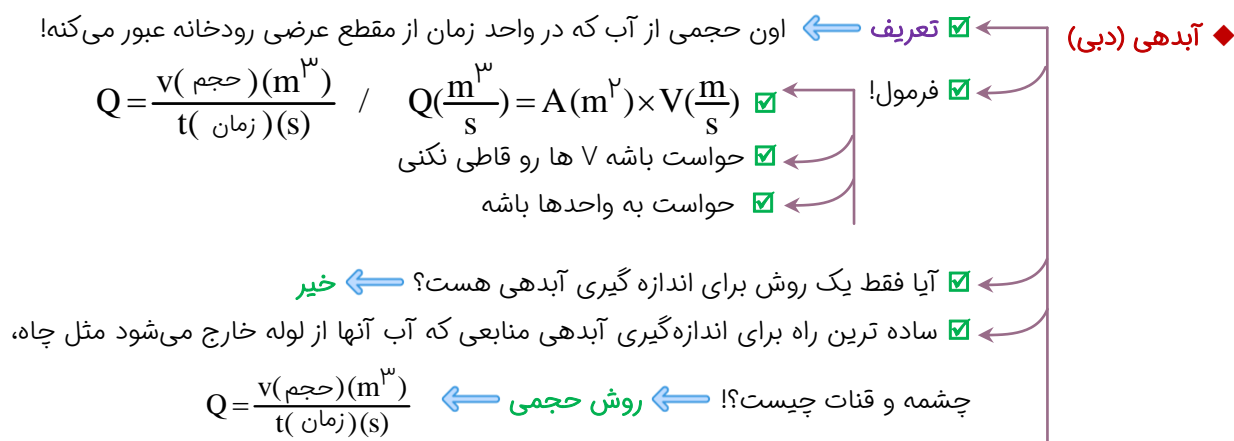 ◆ آبدهی (دبی)
☑ تعریف ⇐ اون حجمی از آب که در واحد زمان از مقطع عرضی رودخانه عبور می‌کنه!
☑ فرمول!
☑ Q(m³/s) = A(m²) × V(m/s) / Q = v(حجم)(m³) / t(زمان)(s)
☑ حواست باشه V ها رو قاطی نکنی
☑ حواست به واحدها باشه
☑ آیا فقط یک روش برای اندازه گیری آبدهی هست؟ ⇐ خیر
☑ ساده ترین راه برای اندازه‌گیری آبدهی منابعی که آب آنها از لوله خارج می‌شود مثل چاه،
چشمه و قنات چیست؟! ⇐ روش حجمی ⇐ Q = v(حجم)(m³) / t(زمان)(s)